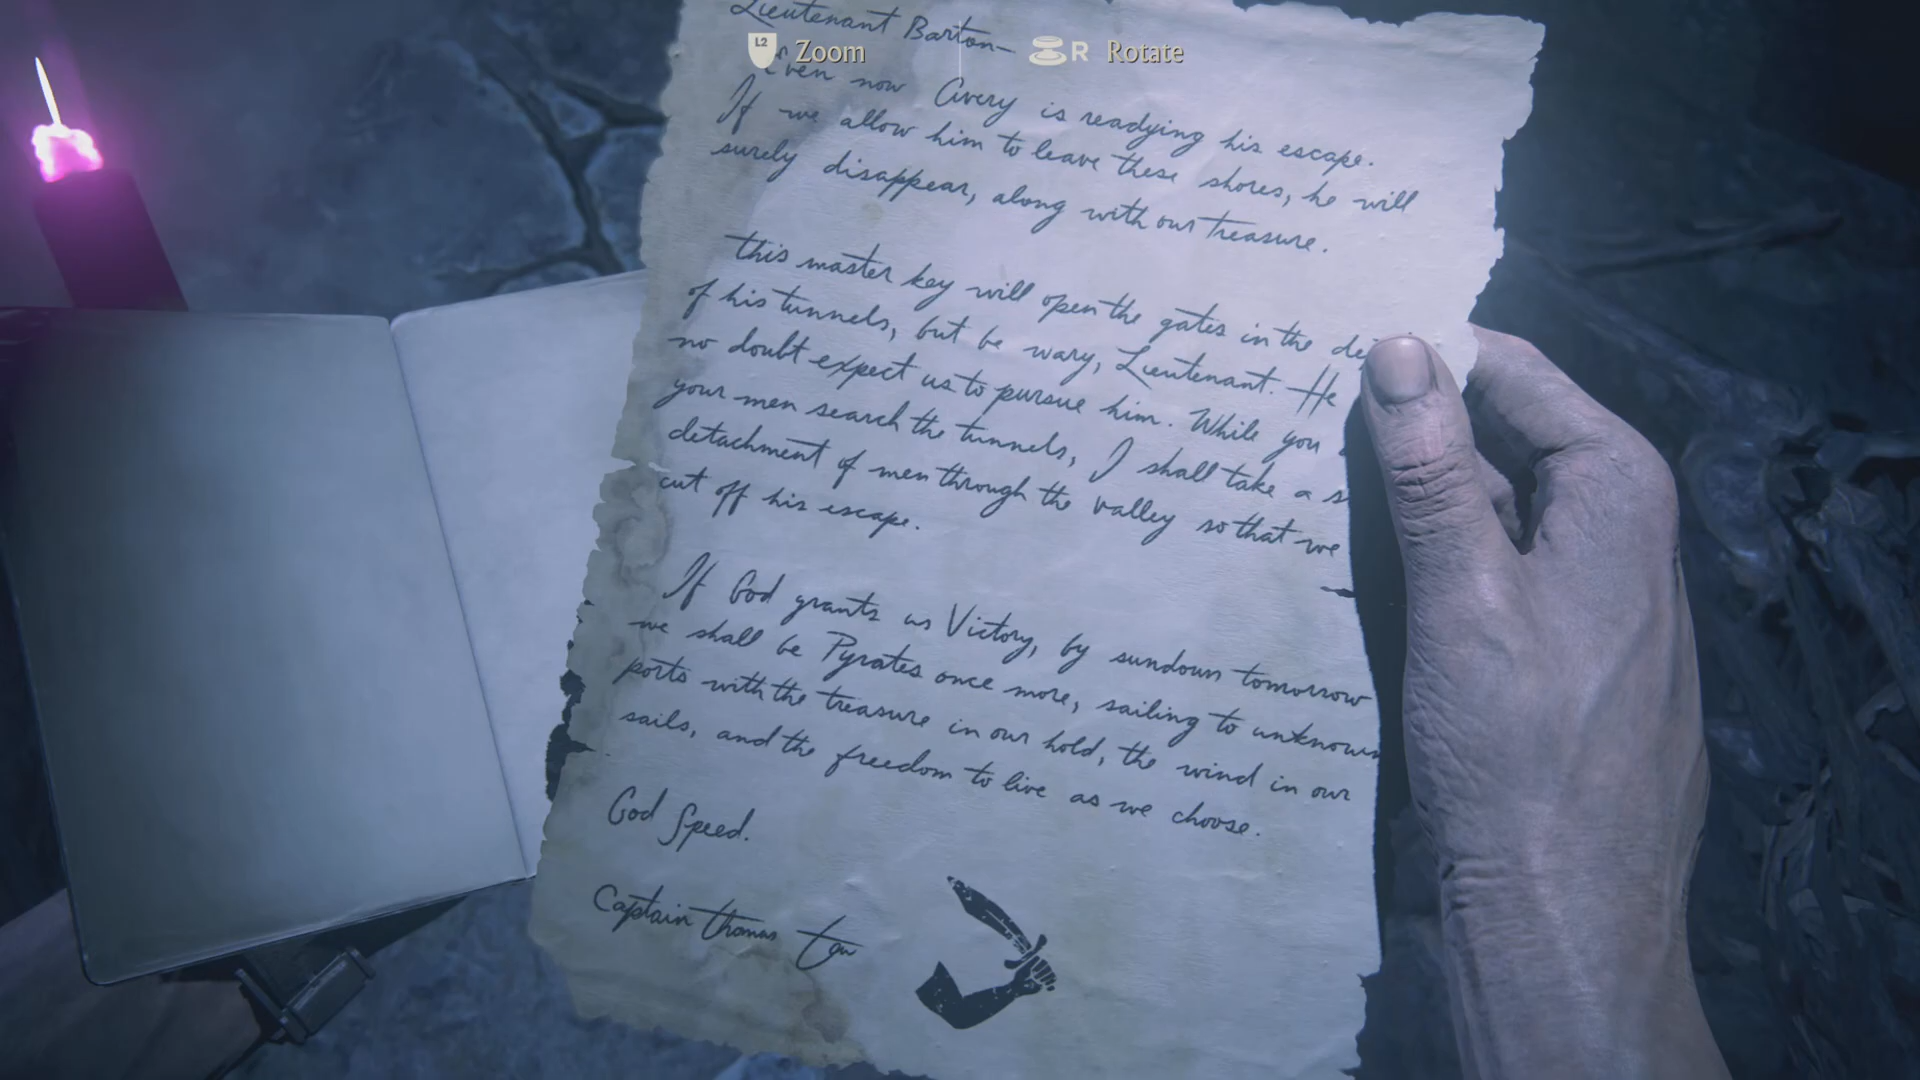 Lieutenant Barton—
L2 Zoom R Rotate
Even now Avery is readying his escape.
If we allow him to leave these shores, he will
surely disappear, along with our treasure.
This master key will open the gates in the de
of his tunnels, but be wary, Lieutenant. He
no doubt expect us to pursue him. While you
your men search the tunnels, I shall take a s
detachment of men through the valley so that we
cut off his escape.
If God grants us Victory, by sundown tomorrow
we shall be Pyrates once more, sailing to unknown
ports with the treasure in our hold, the wind in our
sails, and the freedom to live as we choose.
God Speed.
Captain Thomas Tew